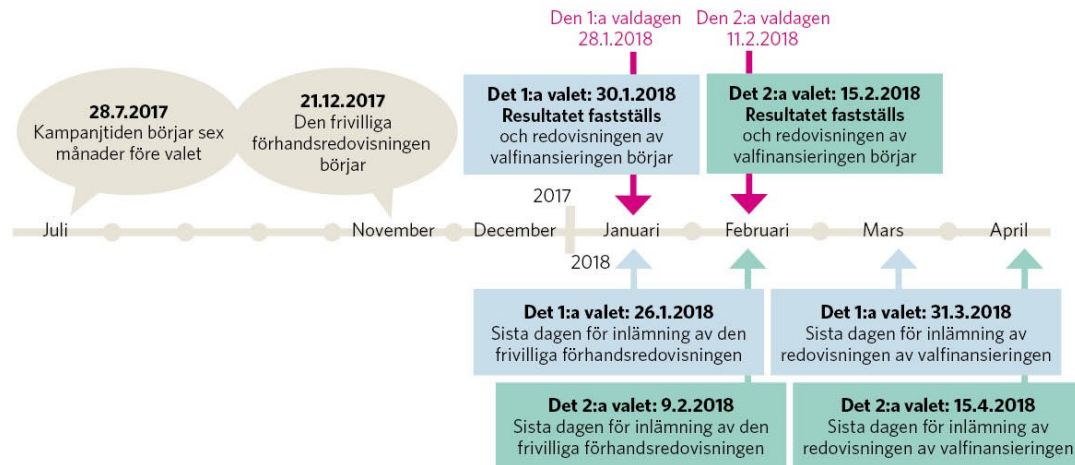 Den 1:a valdagen
28.1.2018
Den 2:a valdagen
11.2.2018
28.7.2017
Kampanjtiden börjar sex
månader före valet
21.12.2017
Den frivilliga
förhandsredovisningen
börjar
Det 1:a valet: 30.1.2018
Resultatet fastställs
och redovisningen av
valfinansieringen börjar
Det 2:a valet: 15.2.2018
Resultatet fastställs
och redovisningen av
valfinansieringen börjar
2017
Juli
November
December
Januari
Februari
Mars
April
2018
Det 1:a valet: 26.1.2018
Sista dagen för inlämning av den
frivilliga förhandsredovisningen
Det 1:a valet: 31.3.2018
Sista dagen för inlämning av
redovisningen av valfinansieringen
Det 2:a valet: 9.2.2018
Sista dagen för inlämning av den
frivilliga förhandsredovisningen
Det 2:a valet: 15.4.2018
Sista dagen för inlämning av
redovisningen av valfinansieringen